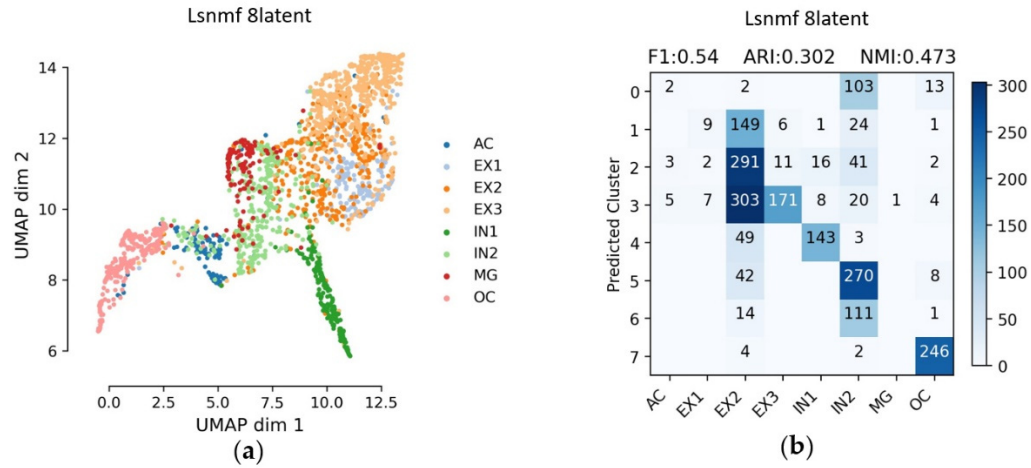 Lsnmf 8latent
UMAP dim 2
14
12
10
8
6
0.0 2.5 5.0 7.5 10.0 12.5
UMAP dim 1
AC
EX1
EX2
EX3
IN1
IN2
MG
OC
(a)
Lsnmf 8latent
F1:0.54 ARI:0.302 NMI:0.473
Predicted Cluster
0 2 2 103 13
1 9 149 6 1 24 1
2 3 2 291 11 16 41 2
3 5 7 303 171 8 20 1 4
4 49 143 3
5 42 270 8
6 14 111 1
7 4 2 246
AC EX1 EX2 EX3 IN1 IN2 MG OC
300
250
200
150
100
50
0
(b)